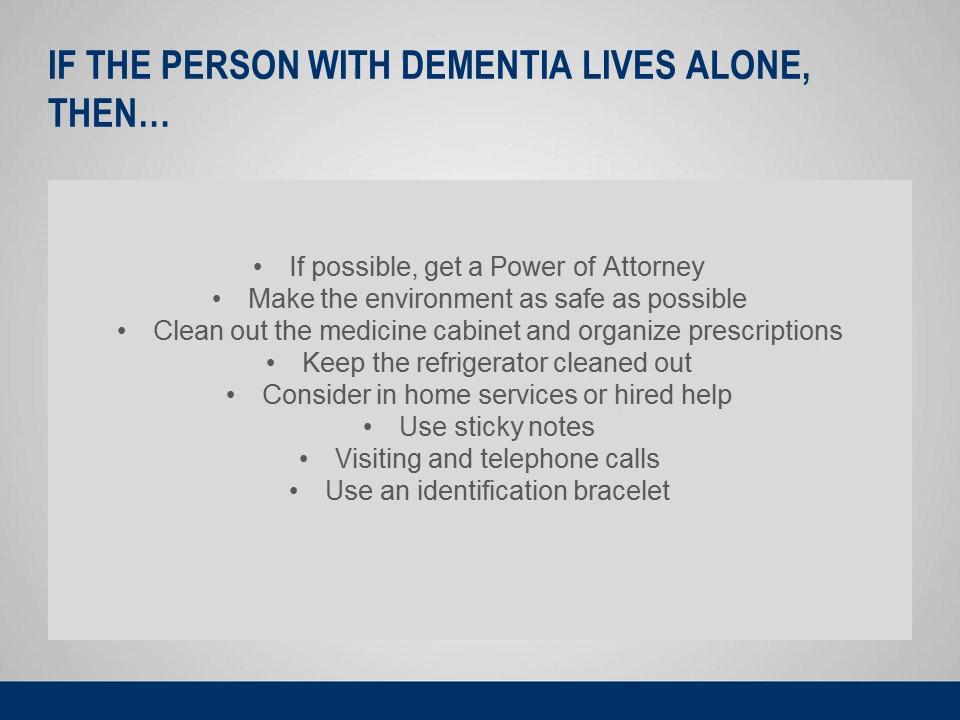 IF THE PERSON WITH DEMENTIA LIVES ALONE,
THEN…
• If possible, get a Power of Attorney
• Make the environment as safe as possible
• Clean out the medicine cabinet and organize prescriptions
• Keep the refrigerator cleaned out
• Consider in home services or hired help
• Use sticky notes
• Visiting and telephone calls
• Use an identification bracelet